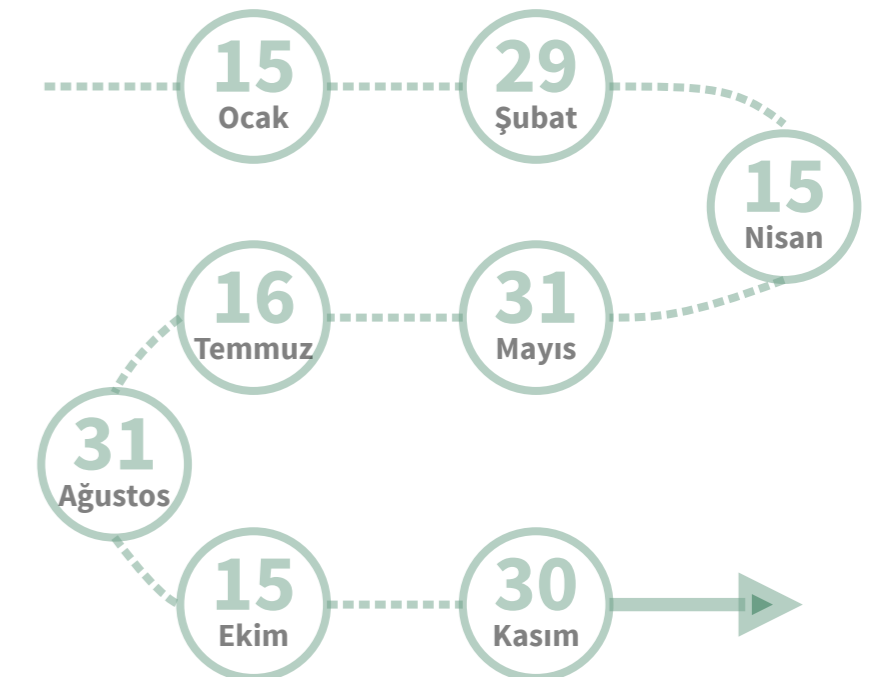 15
Ocak
29
Şubat
15
Nisan
31
Mayıs
16
Temmuz
31
Ağustos
15
Ekim
30
Kasım